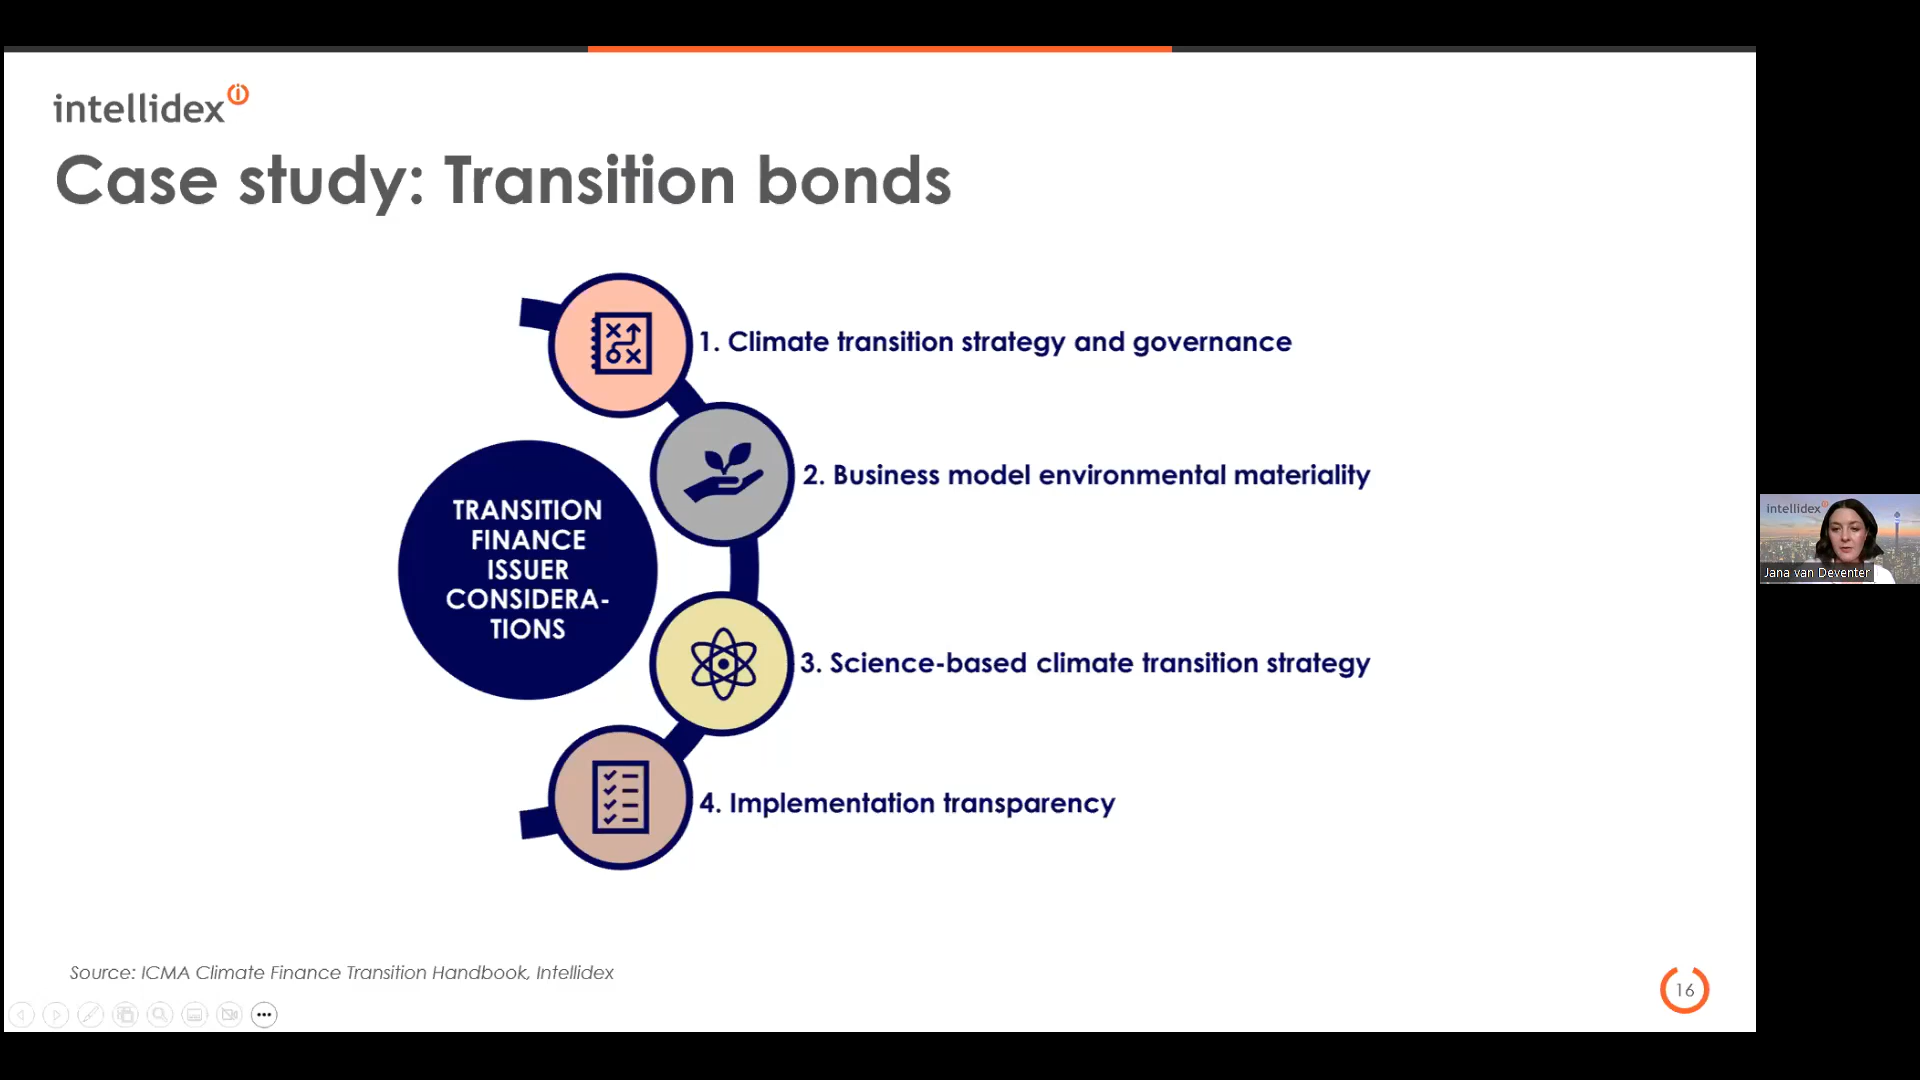 intellidex
Case study: Transition bonds
1. Climate transition strategy and governance
2. Business model environmental materiality
TRANSITION
FINANCE
ISSUER
CONSIDERA-
TIONS
3. Science-based climate transition strategy
4. Implementation transparency
Source: ICMA Climate Finance Transition Handbook, Intellidex
16
intellidex
Jana van Deventer